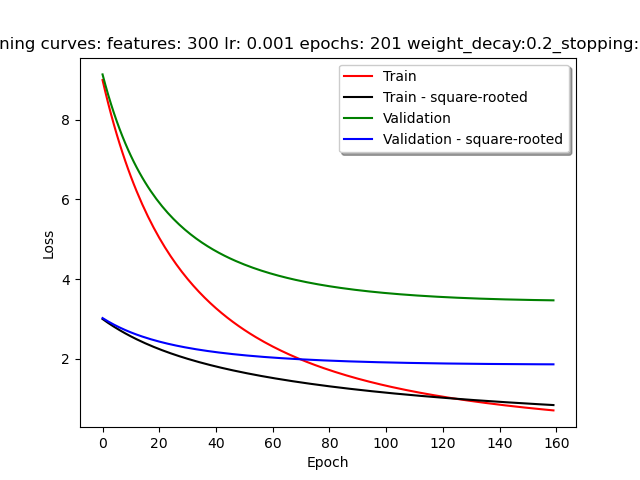 ning curves: features: 300 lr: 0.001 epochs: 201 weight_decay:0.2_stopping:
Train
Train - square-rooted
Validation
Validation - square-rooted
8
6
4
2
Loss
0 20 40 60 80 100 120 140 160
Epoch